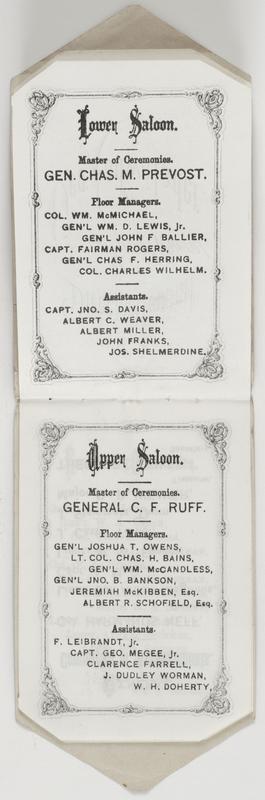 Lower Saloon.
Master of Ceremonies.
GEN. CHAS. M. PREVOST.
Floor Managers.
COL. WM. McMICHAEL,
GEN'L WM. D. LEWIS, Jr.
GEN'L JOHN F BALLIER,
CAPT. FAIRMAN ROGERS,
GEN'L CHAS F. HERRING,
COL. CHARLES WILHELM.
Assistants.
CAPT. JNO. S. DAVIS,
ALBERT C. WEAVER,
ALBERT MILLER,
JOHN FRANKS,
JOS. SHELMERDINE.
Upper Saloon.
Master of Ceremonies.
GENERAL C. F. RUFF.
Floor Managers.
GEN'L JOSHUA T. OWENS,
LT. COL. CHAS. H. BAINS,
GEN'L WM. McCANDLESS,
GEN'L JNO. B. BANKSON,
JEREMIAH McKIBBEN, Esq.
ALBERT R. SCHOFIELD, Esq.
Assistants.
F. LEIBRANDT, Jr.
CAPT. GEO. MEGEE, Jr.
CLARENCE FARRELL,
J. DUDLEY WORMAN,
W. H. DOHERTY,